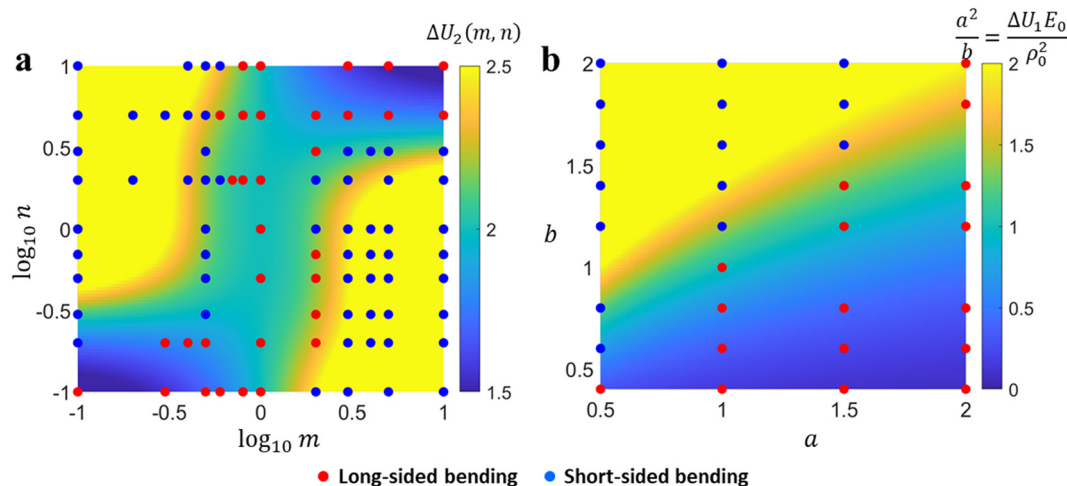 a
ΔU₂(m, n)
1
0.5
0
-0.5
-1
log₁₀ n
-1
-0.5
0
0.5
1
log₁₀ m
2.5
2
1.5
b
a²/b = ΔU₁E₀/ρ₀²
2
1.5
1
0.5
b
0.5
1
1.5
2
a
2
1.5
1
0.5
0
Long-sided bending
Short-sided bending